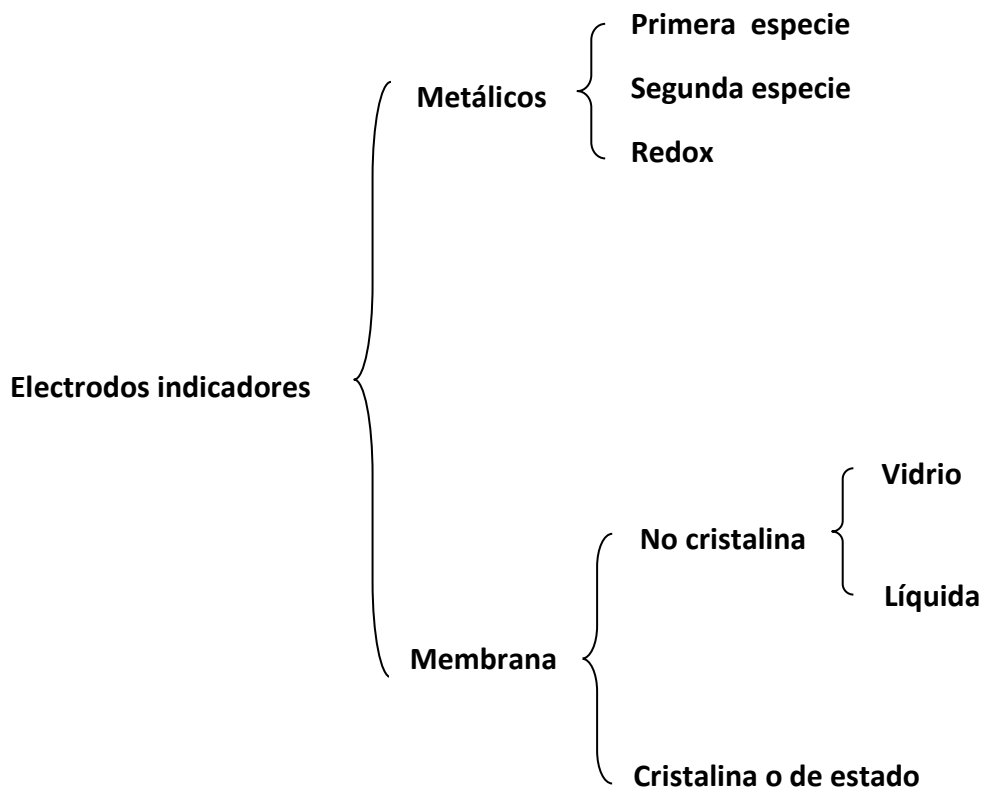 Primera especie
Metálicos
Segunda especie
Redox
Electrodos indicadores
Vidrio
No cristalina
Líquida
Membrana
Cristalina o de estado